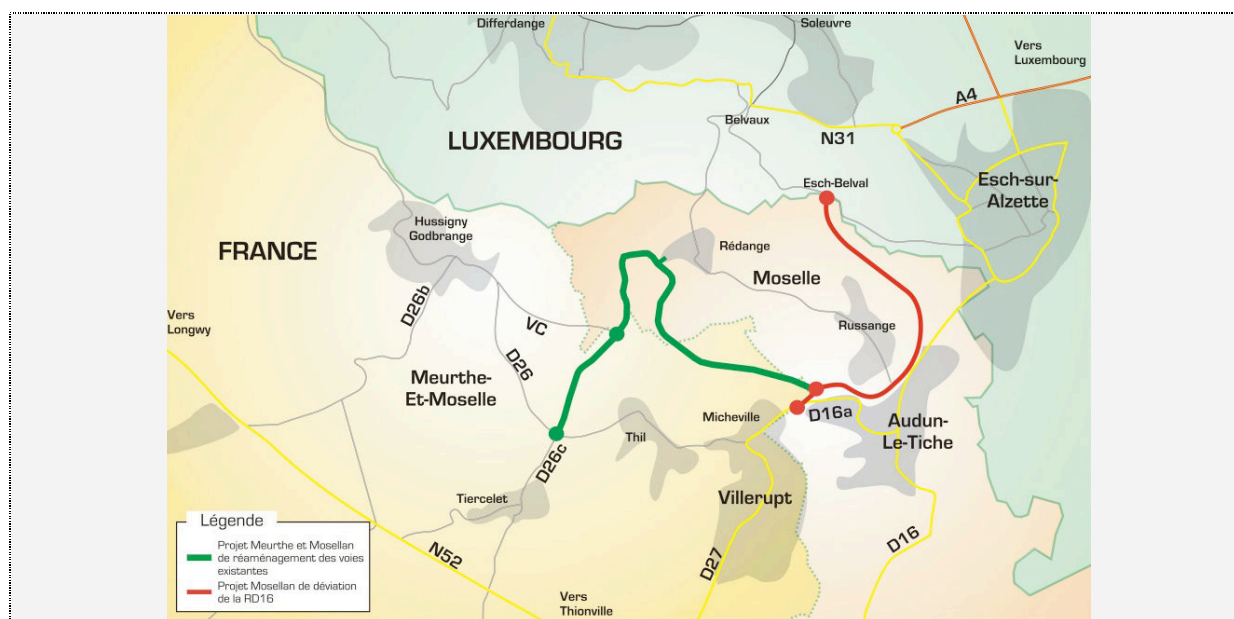 Differdange
Soleuvre
Vers
Luxembourg
A4
Belvaux
N31
LUXEMBOURG
Esch-Belval
Esch-sur-
Alzette
Hussigny
Godbrange
FRANCE
Rédange
Moselle
D26b
Vers
Longwy
VC
Russange
D26
Meurthe-
Et-Moselle
Micheville
D16a
Audun-
Le-Tiche
Thil
D26c
Tiercelet
Villerupt
Légende
Projet Meurthe et Mosellan
de réaménagement des voies
existantes
Projet Mosellan de déviation
de la RD16
N52
D27
D16
Vers
Thionville